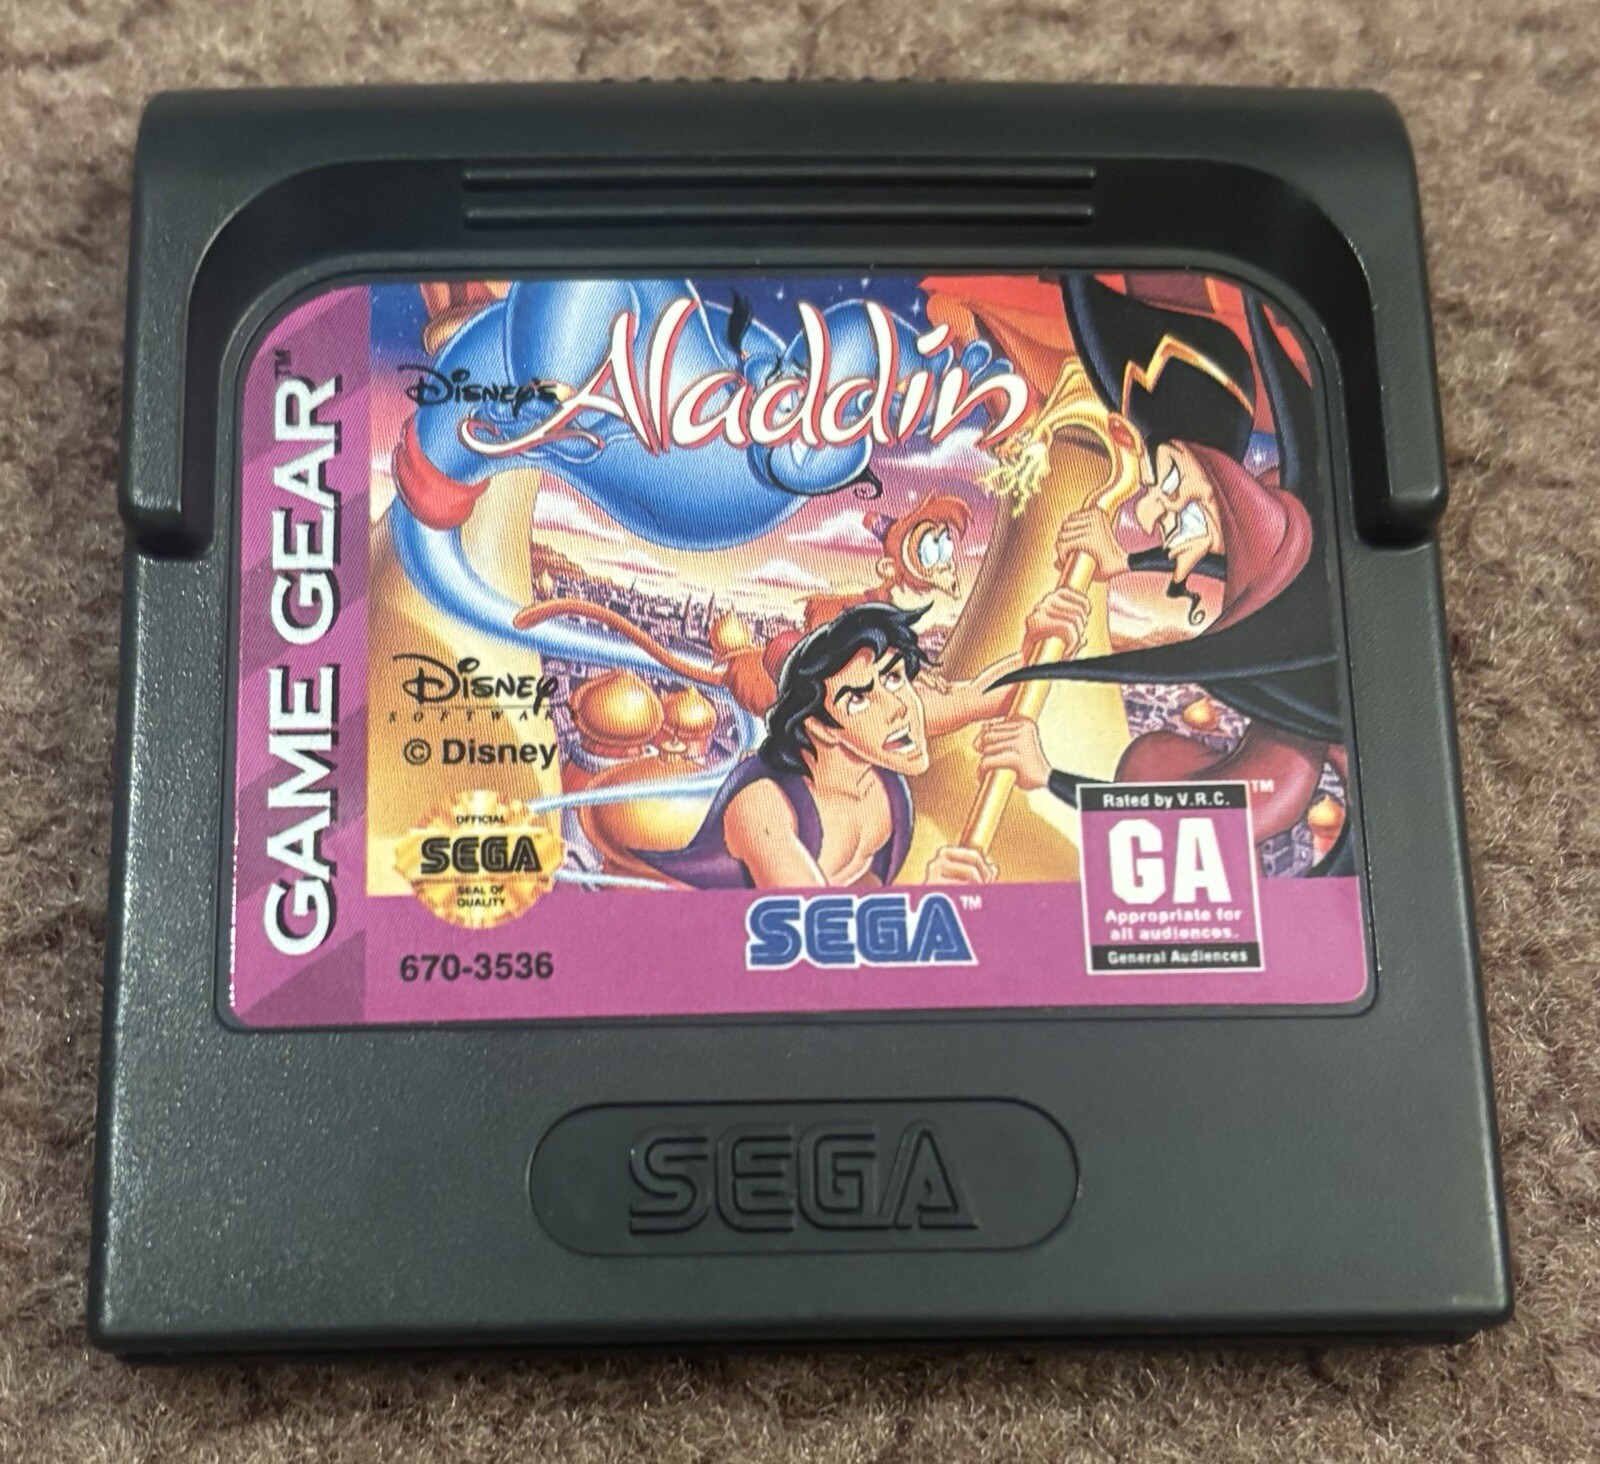 GAME GEAR™
Disney's Aladdin
Disney
SOFTWAR
© Disney
OFFICIAL
SEGA
SEAL OF
QUALITY
670-3536
SEGA™
Rated by V.R.C. ™
GA
Appropriate for
all audiences.
General Audiences
SEGA